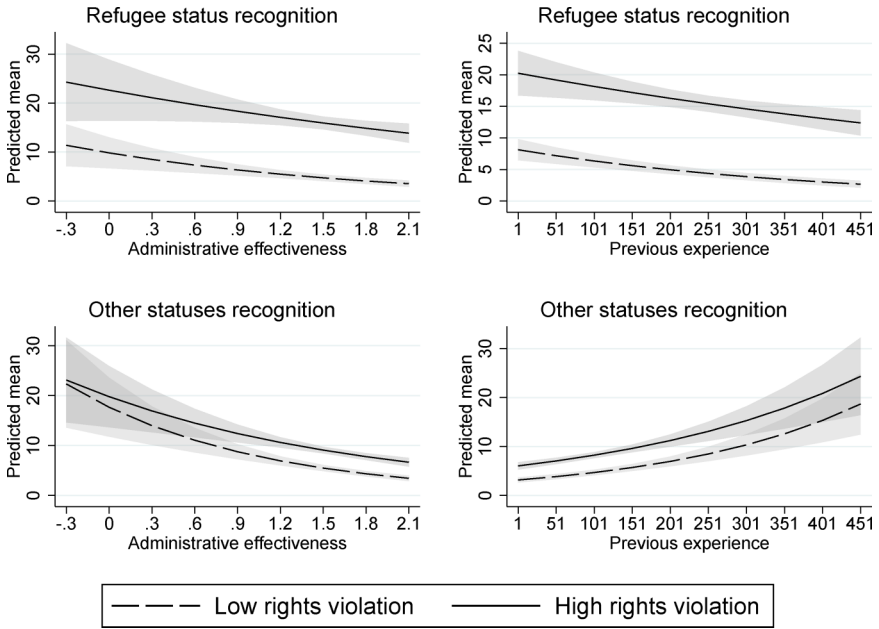 Refugee status recognition
Predicted mean
30
20
10
0
-.3 0 .3 .6 .9 1.2 1.5 1.8 2.1
Administrative effectiveness
Refugee status recognition
Predicted mean
25
20
15
10
5
0
1 51 101 151 201 251 301 351 401 451
Previous experience
Other statuses recognition
Predicted mean
30
20
10
0
-.3 0 .3 .6 .9 1.2 1.5 1.8 2.1
Administrative effectiveness
Other statuses recognition
Predicted mean
30
20
10
0
1 51 101 151 201 251 301 351 401 451
Previous experience
Low rights violation High rights violation